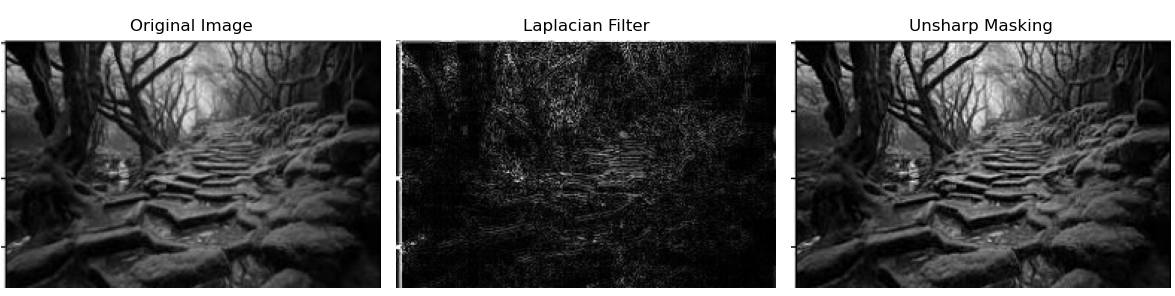 Original Image
Laplacian Filter
Unsharp Masking